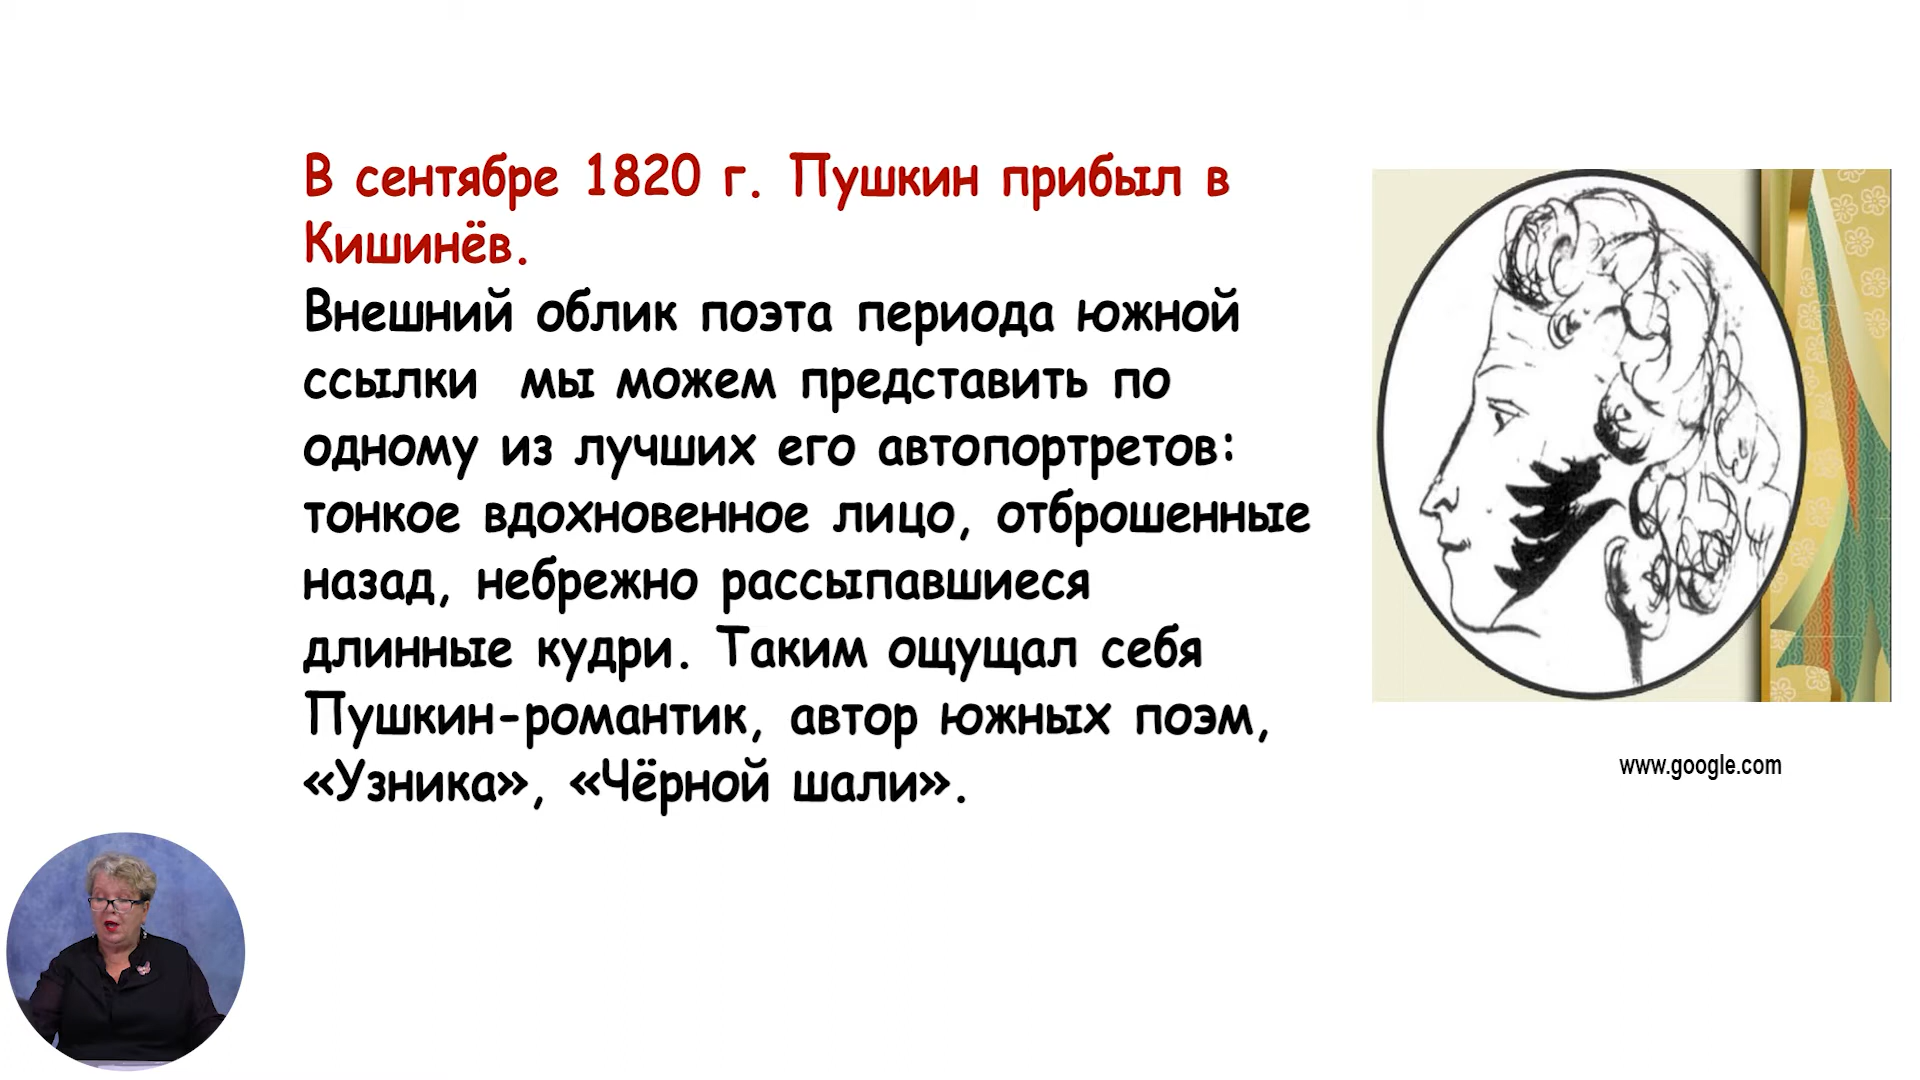 В сентябре 1820 г. Пушкин прибыл в
Кишинёв.
Внешний облик поэта периода южной
ссылки мы можем представить по
одному из лучших его автопортретов:
тонкое вдохновенное лицо, отброшенные
назад, небрежно рассыпавшиеся
длинные кудри. Таким ощущал себя
Пушкин-романтик, автор южных поэм,
«Узника», «Чёрной шали».
www.google.com